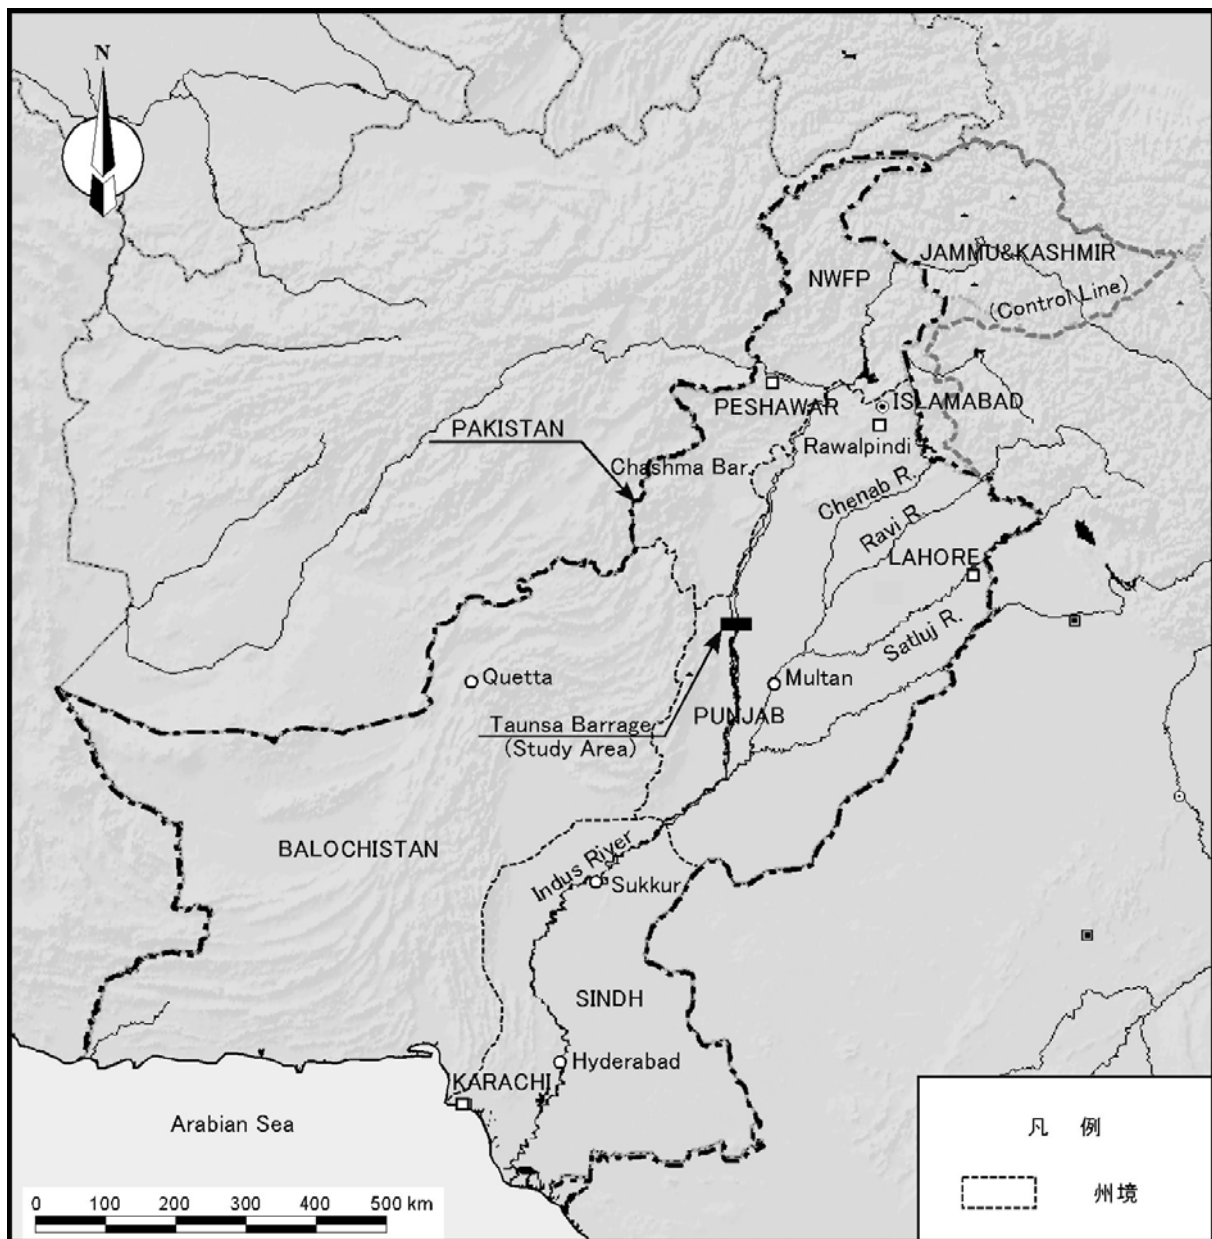 N
JAMMU&KASHMIR
NWFP
(Control Line)
PESHAWAR
ISLAMABAD
PAKISTAN
Rawalpindi
Chashma Bar.
Chenab R.
Ravi R.
LAHORE
Satluj R.
Quetta
Multan
Taunsa Barrage
(Study Area)
PUNJAB
BALOCHISTAN
Indus River
Sukkur
SINDH
Hyderabad
KARACHI
Arabian Sea
凡 例
州境
0 100 200 300 400 500 km